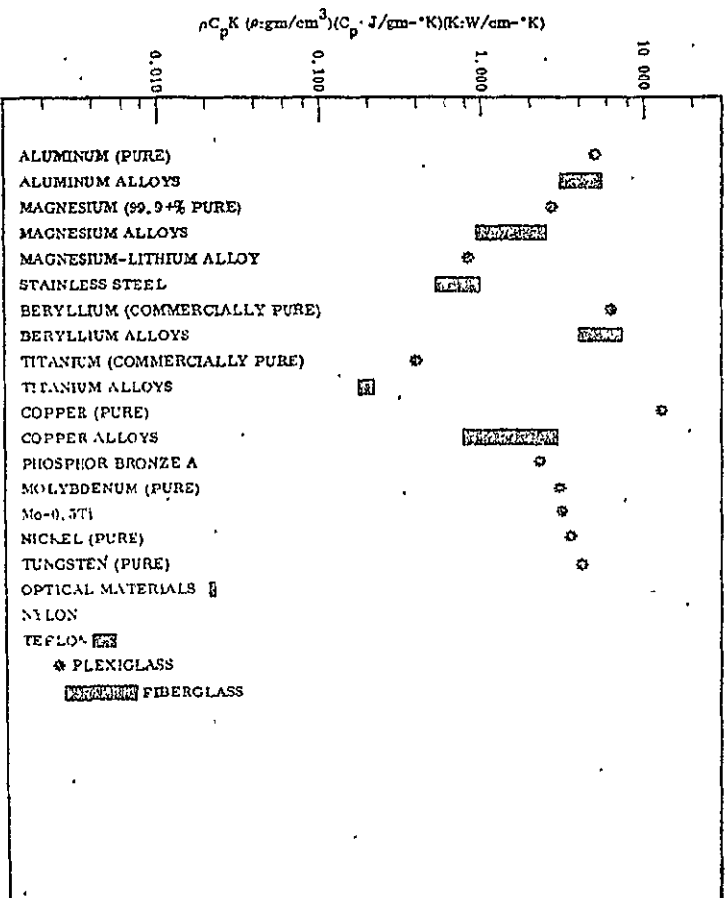 ρCpK (ρ:gm/cm³)(Cp· J/gm-°K)(K:W/cm-°K)
0.010 0.100 1.000 10 000
ALUMINUM (PURE)
ALUMINUM ALLOYS
MAGNESIUM (99.9+% PURE)
MAGNESIUM ALLOYS
MAGNESIUM-LITHIUM ALLOY
STAINLESS STEEL
BERYLLIUM (COMMERCIALLY PURE)
BERYLLIUM ALLOYS
TITANIUM (COMMERCIALLY PURE)
TITANIUM ALLOYS
COPPER (PURE)
COPPER ALLOYS
PHOSPHOR BRONZE A
MOLYBDENUM (PURE)
Mo-0.5Ti
NICKEL (PURE)
TUNGSTEN (PURE)
OPTICAL MATERIALS
NYLON
TEFLON
PLEXIGLASS
FIBERGLASS